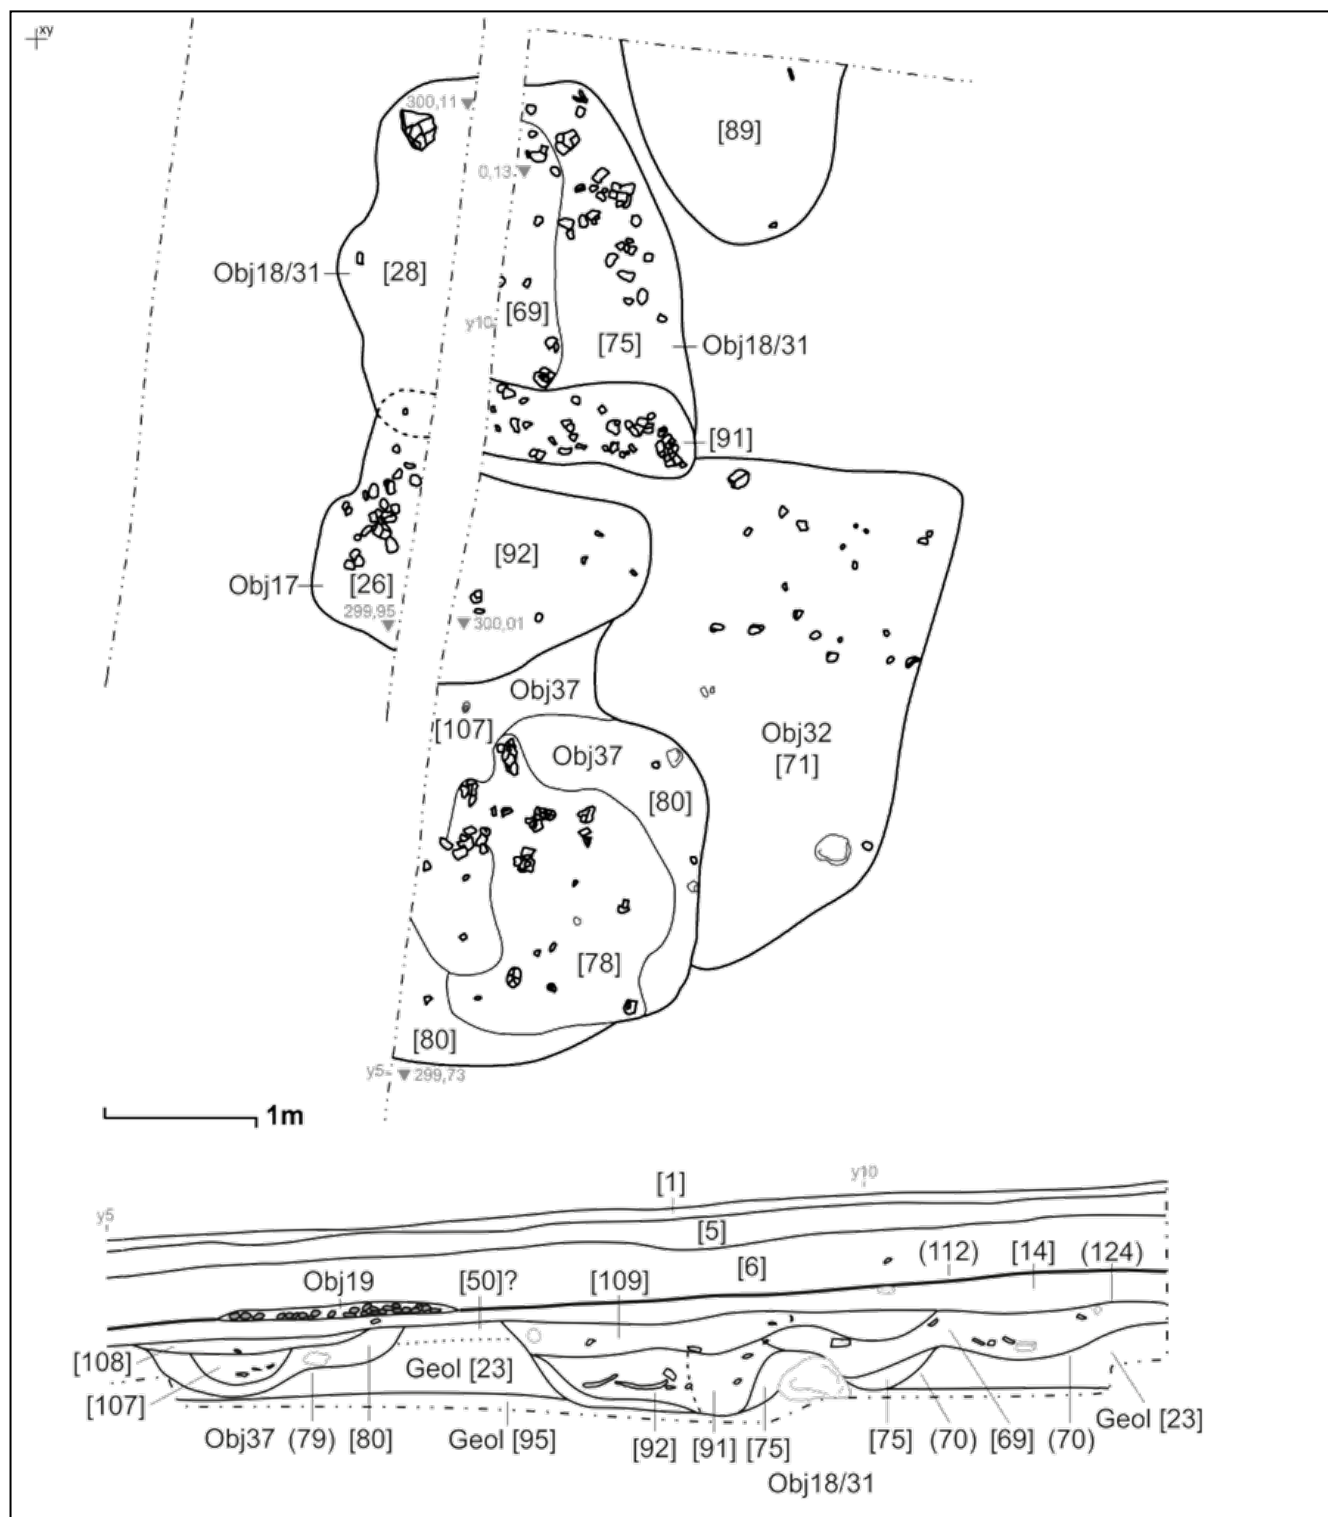 xy
300,11
[89]
0,13
Obj18/31
[28]
[69]
y10
[75]
Obj18/31
[91]
[92]
Obj17
[26]
299,95
300,01
Obj37
[107]
Obj37
Obj32
[71]
[80]
[78]
[80]
y5
299,73
1m
y10
[1]
y5
[5]
[6]
(112)
[14]
(124)
Obj19
[50]?
[109]
[108]
Geol [23]
[107]
Geol [23]
Obj37
(79)
[80]
Geol [95]
[92]
[91]
[75]
[75]
(70)
[69]
(70)
Obj18/31